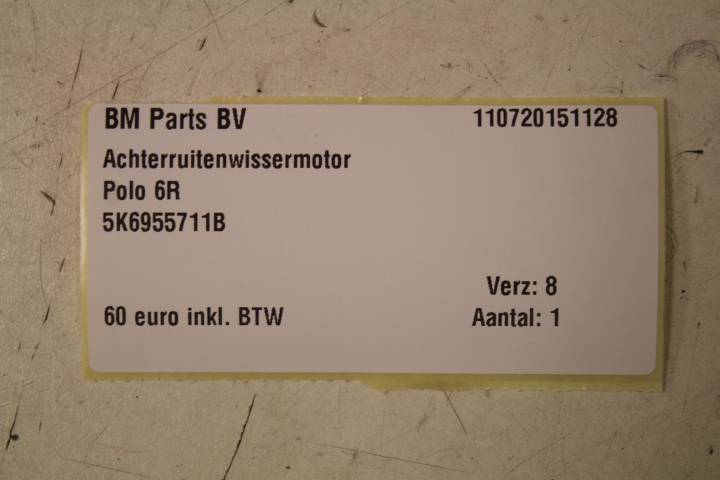 BM Parts BV 110720151128
Achterruitenwissermotor
Polo 6R
5K6955711B
Verz: 8
60 euro inkl. BTW Aantal: 1